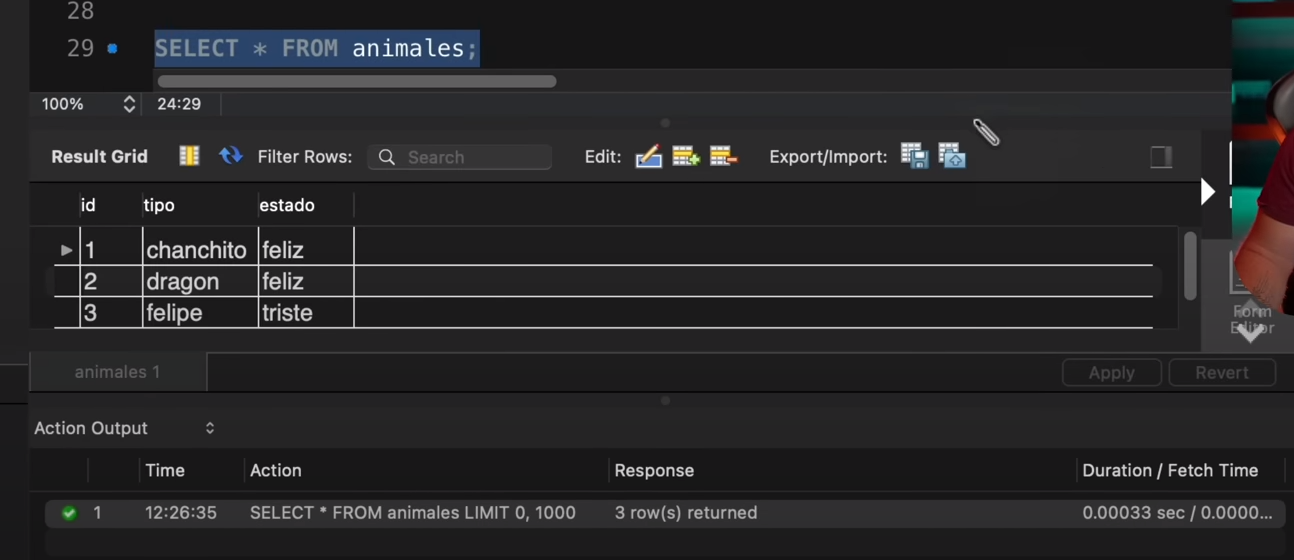 28
29 SELECT * FROM animales;
100% 24:29
Result Grid Filter Rows: Search Edit: Export/Import:
id tipo estado
1 chanchito feliz
2 dragon feliz
3 felipe triste
Form
Editor
animales 1 Apply Revert
Action Output
Time Action Response Duration / Fetch Time
1 12:26:35 SELECT * FROM animales LIMIT 0, 1000 3 row(s) returned 0.00033 sec / 0.0000...